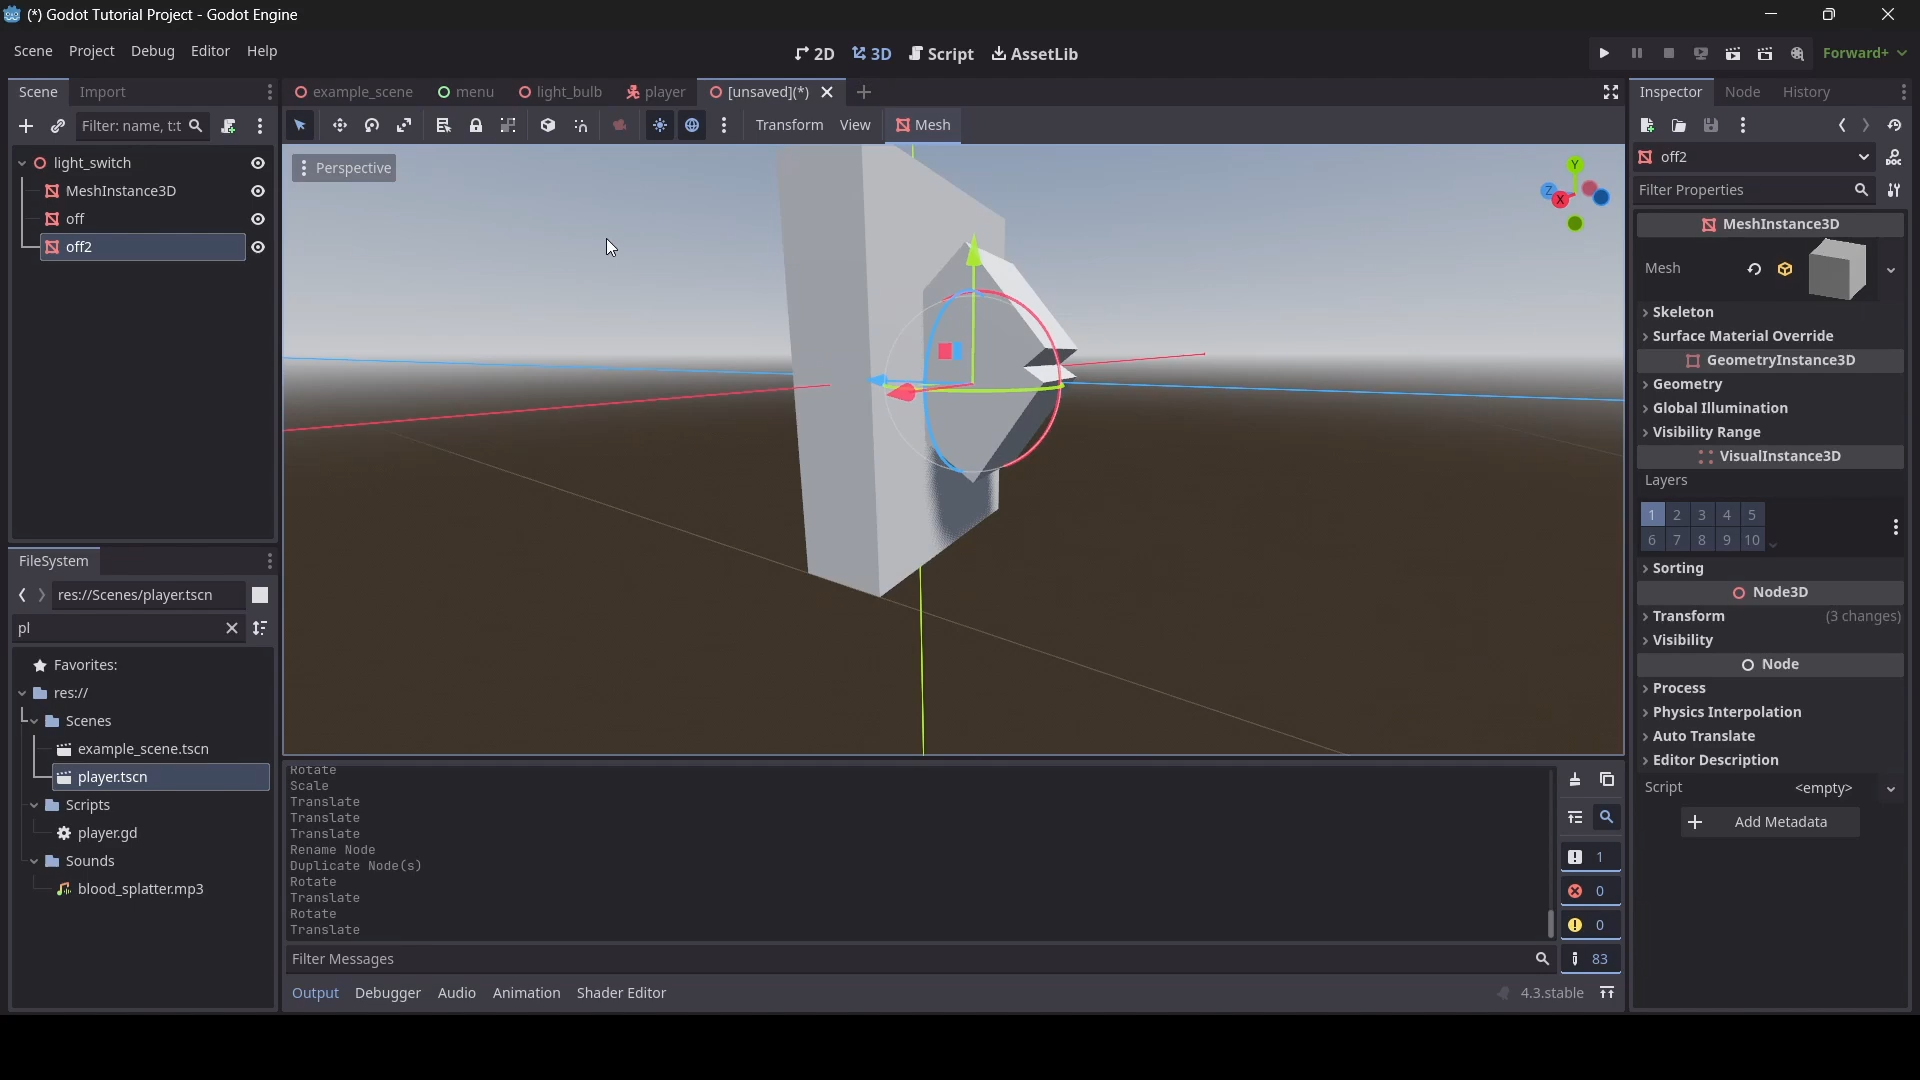 (*) Godot Tutorial Project - Godot Engine
Scene Project Debug Editor Help
2D 3D Script AssetLib
Forward+
Scene Import
example_scene menu light_bulb player [unsaved](*)
Inspector Node History
Filter: name, t:t
Transform View Mesh
light_switch
MeshInstance3D
off
off2
Perspective
Y
Z
X
off2
Filter Properties
MeshInstance3D
Mesh
Skeleton
Surface Material Override
GeometryInstance3D
Geometry
Global Illumination
Visibility Range
VisualInstance3D
Layers
1 2 3 4 5
6 7 8 9 10
Sorting
Node3D
Transform (3 changes)
Visibility
Node
Process
Physics Interpolation
Auto Translate
Editor Description
Script <empty>
Add Metadata
FileSystem
res://Scenes/player.tscn
pl
Favorites:
res://
Scenes
example_scene.tscn
player.tscn
Scripts
player.gd
Sounds
blood_splatter.mp3
Rotate
Scale
Translate
Translate
Translate
Rename Node
Duplicate Node(s)
Rotate
Translate
Rotate
Translate
1
0
0
83
Filter Messages
Output Debugger Audio Animation Shader Editor
4.3.stable